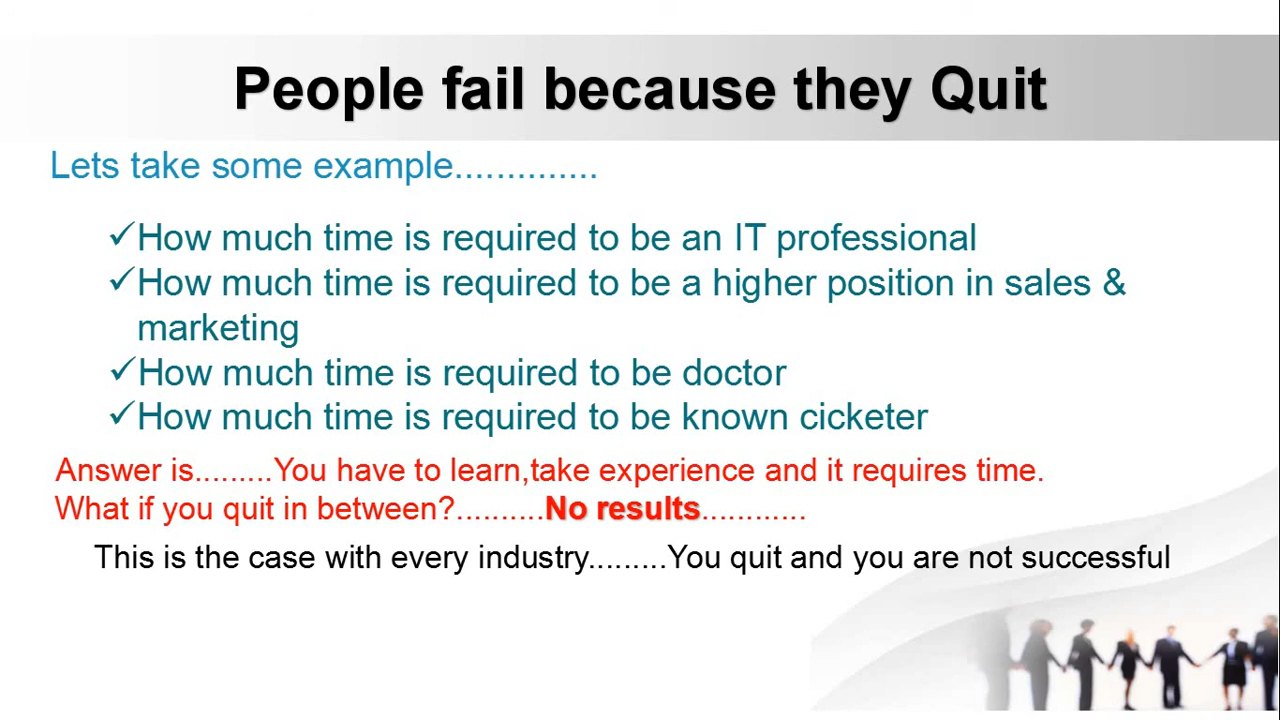 People fail because they Quit
Lets take some example..............
✓How much time is required to be an IT professional
✓How much time is required to be a higher position in sales &
marketing
✓How much time is required to be doctor
✓How much time is required to be known cicketer
Answer is.........You have to learn,take experience and it requires time.
What if you quit in between?..........No results............
This is the case with every industry.........You quit and you are not successful